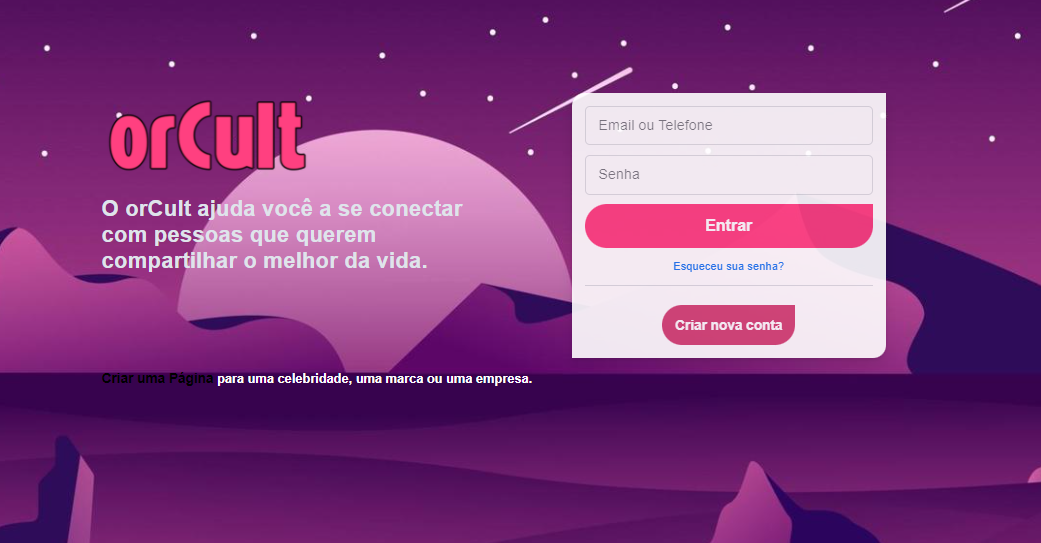 orCult
O orCult ajuda você a se conectar
com pessoas que querem
compartilhar o melhor da vida.
Email ou Telefone
Senha
Entrar
Esqueceu sua senha?
Criar nova conta
Criar uma Página para uma celebridade, uma marca ou uma empresa.